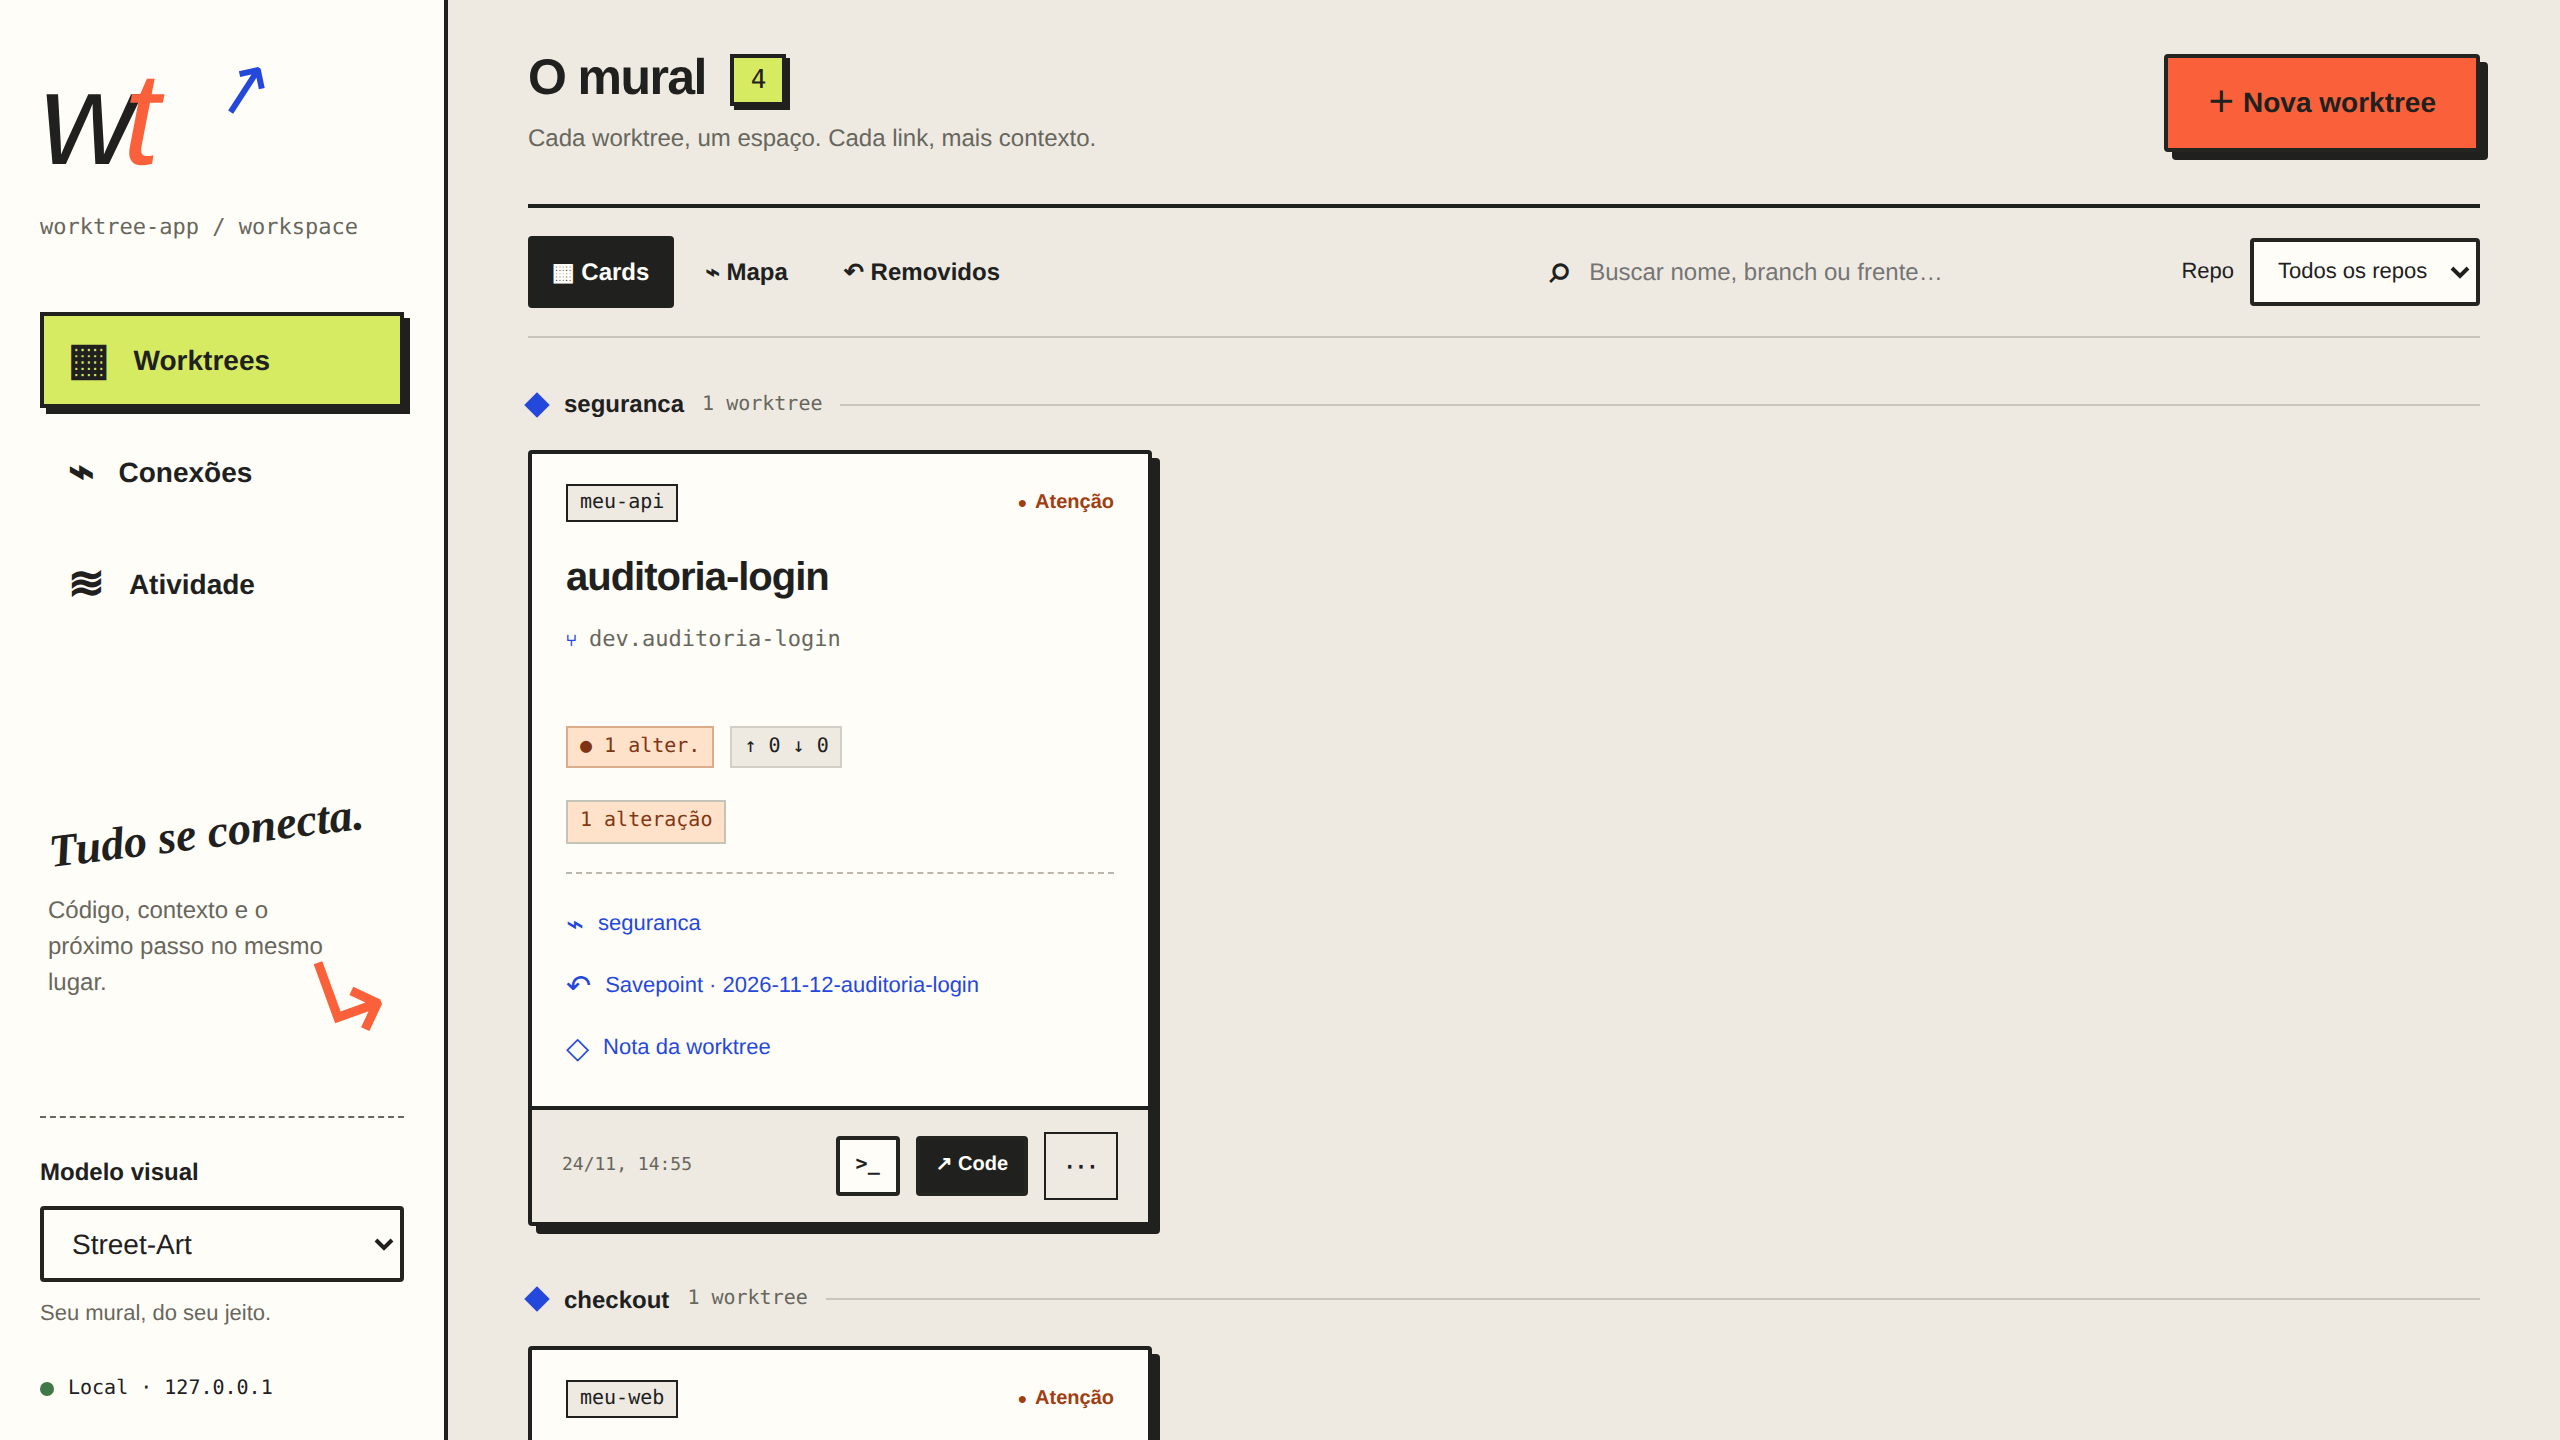 wt ↗
worktree-app / workspace
▦ Worktrees
⌁ Conexões
≋ Atividade
Tudo se conecta.
Código, contexto e o
próximo passo no mesmo
lugar.
↳
Modelo visual
Street-Art
Seu mural, do seu jeito.
● Local · 127.0.0.1
O mural 4
Cada worktree, um espaço. Cada link, mais contexto.
+ Nova worktree
▦ Cards ⌁ Mapa ↶ Removidos
⌕ Buscar nome, branch ou frente…
Repo Todos os repos
◆ seguranca 1 worktree
meu-api ● Atenção
auditoria-login
⑂ dev.auditoria-login
● 1 alter. ↑ 0 ↓ 0
1 alteração
⌁ seguranca
↶ Savepoint · 2026-11-12-auditoria-login
◇ Nota da worktree
24/11, 14:55 >_ ↗ Code ···
◆ checkout 1 worktree
meu-web ● Atenção